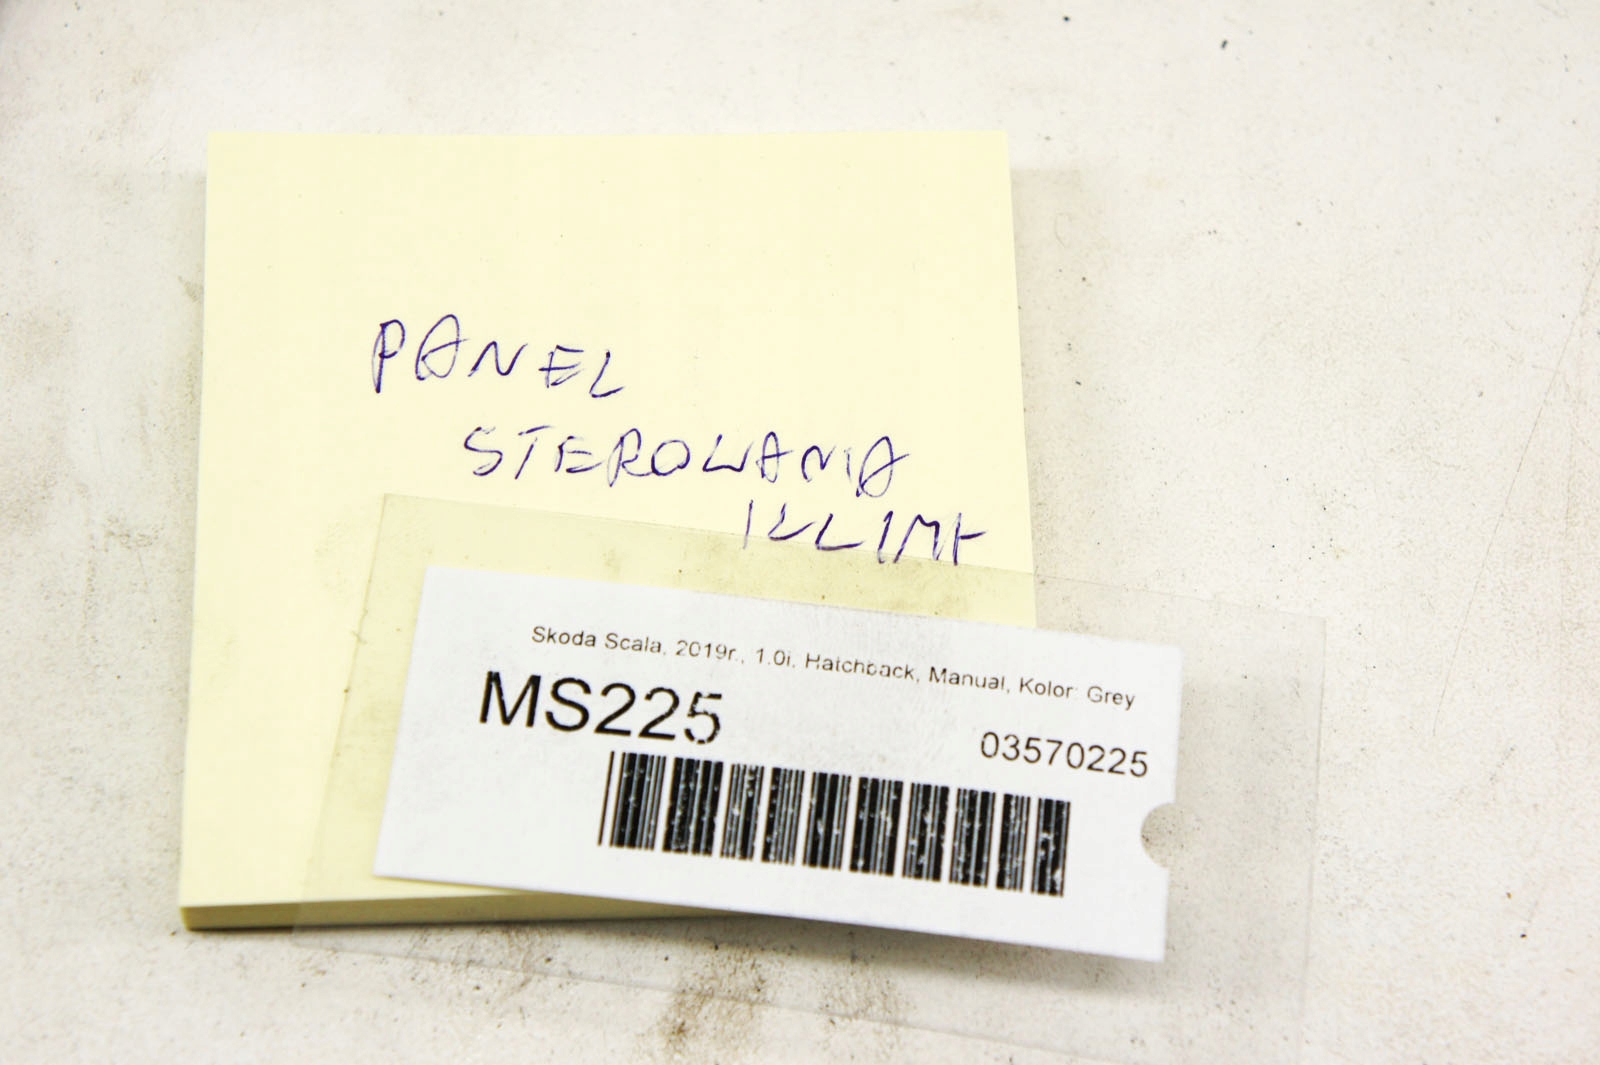 PANEL
STEROWANIA
KLIMA
Skoda Scala, 2019r., 1.0i, Hatchback, Manual, Kolor: Grey
MS225
03570225